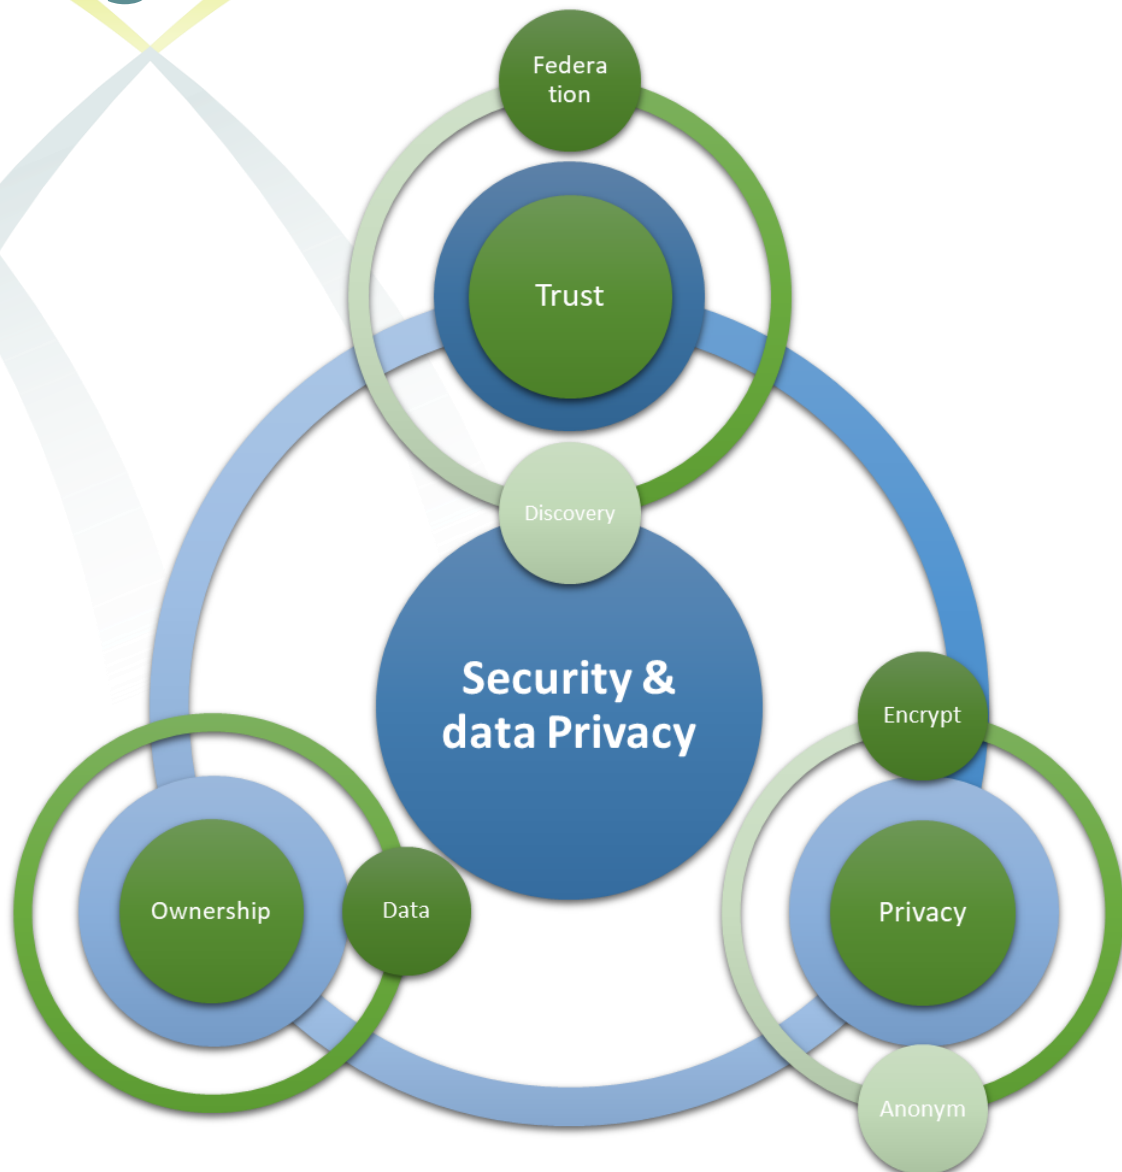 Federa
tion
Trust
Discovery
Security &
data Privacy
Encrypt
Ownership
Data
Privacy
Anonym